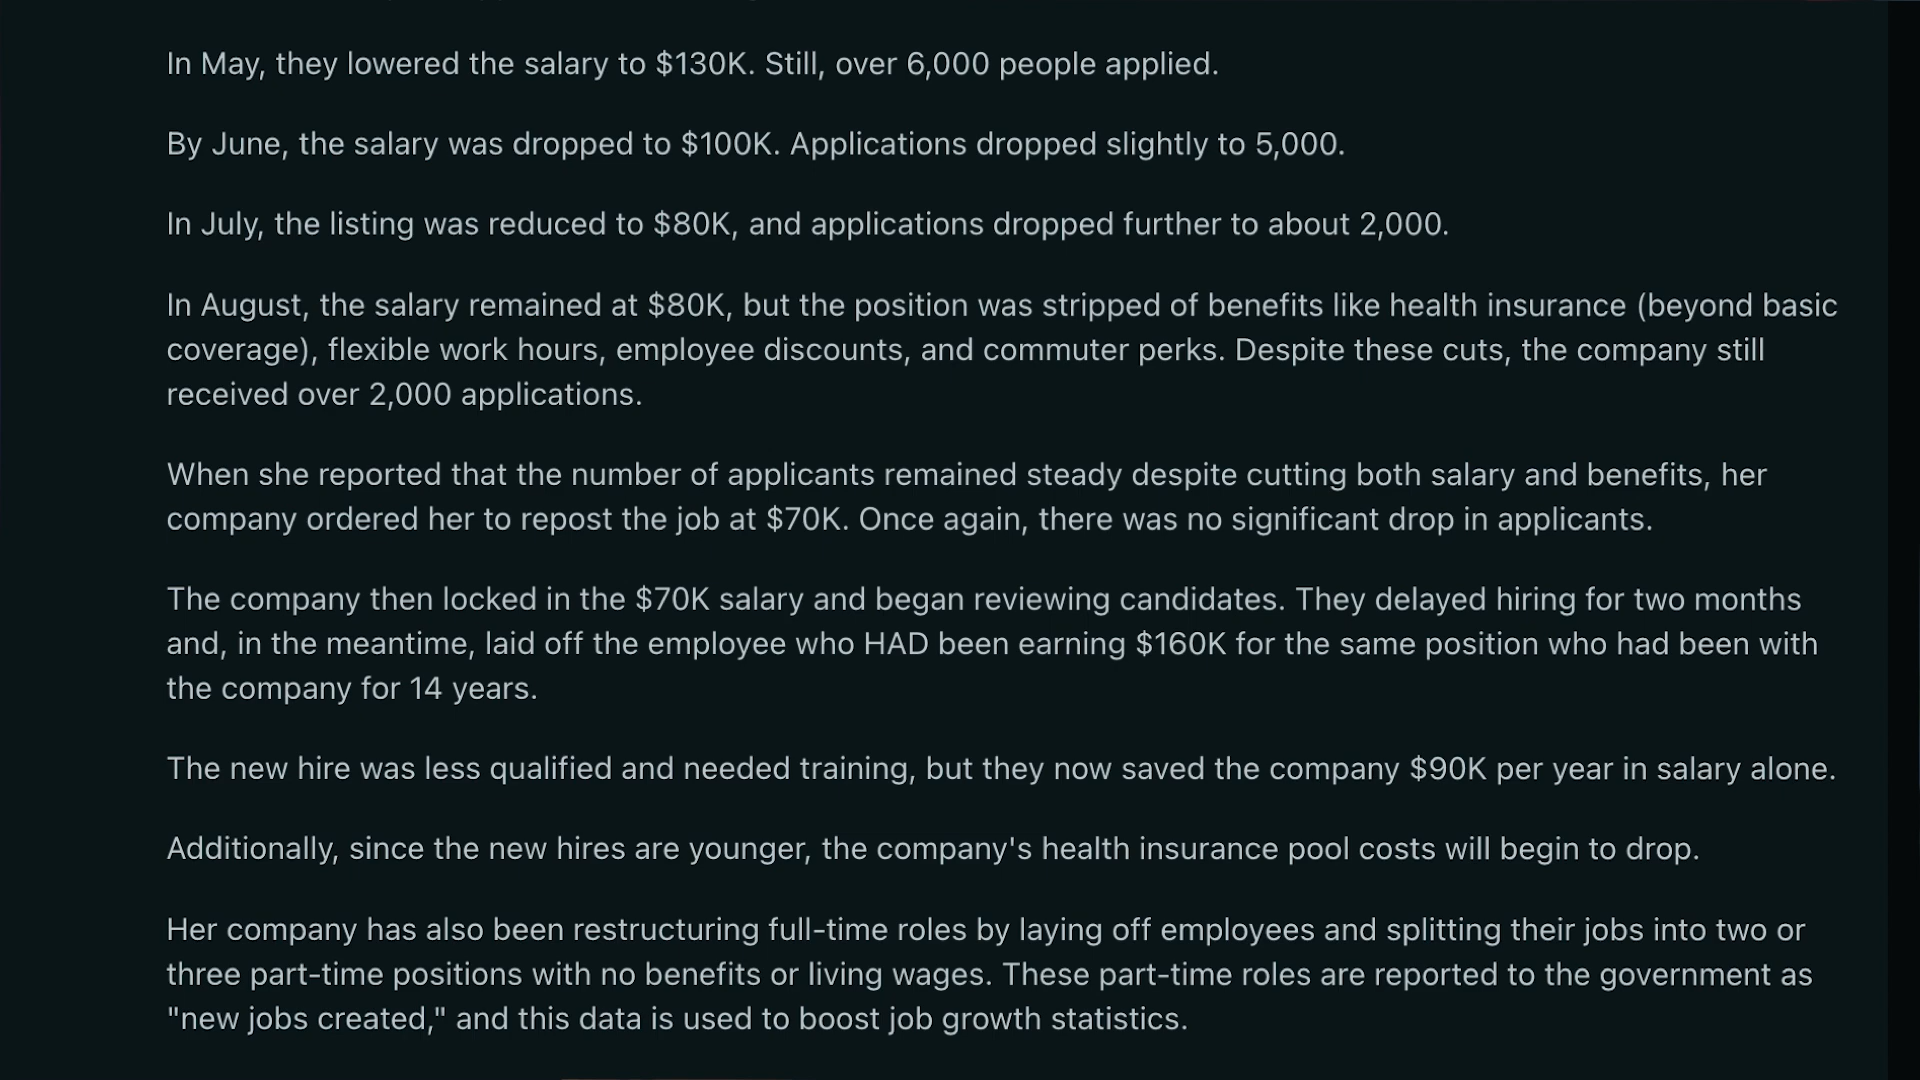 In May, they lowered the salary to $130K. Still, over 6,000 people applied.
By June, the salary was dropped to $100K. Applications dropped slightly to 5,000.
In July, the listing was reduced to $80K, and applications dropped further to about 2,000.
In August, the salary remained at $80K, but the position was stripped of benefits like health insurance (beyond basic
coverage), flexible work hours, employee discounts, and commuter perks. Despite these cuts, the company still
received over 2,000 applications.
When she reported that the number of applicants remained steady despite cutting both salary and benefits, her
company ordered her to repost the job at $70K. Once again, there was no significant drop in applicants.
The company then locked in the $70K salary and began reviewing candidates. They delayed hiring for two months
and, in the meantime, laid off the employee who HAD been earning $160K for the same position who had been with
the company for 14 years.
The new hire was less qualified and needed training, but they now saved the company $90K per year in salary alone.
Additionally, since the new hires are younger, the company's health insurance pool costs will begin to drop.
Her company has also been restructuring full-time roles by laying off employees and splitting their jobs into two or
three part-time positions with no benefits or living wages. These part-time roles are reported to the government as
"new jobs created," and this data is used to boost job growth statistics.